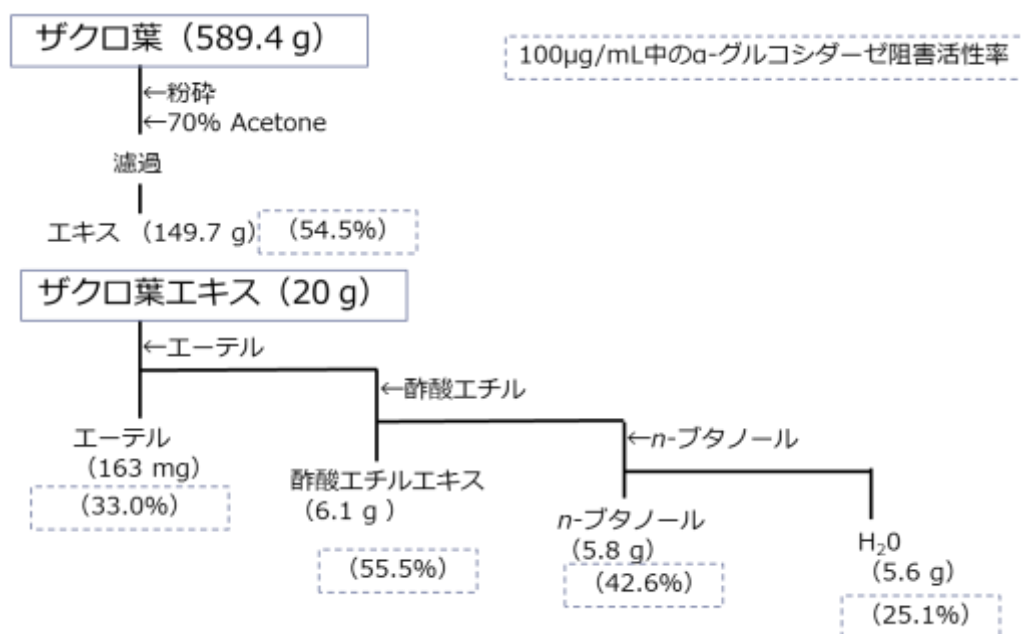 ザクロ葉（589.4 g）
100μg/mL中のα-グルコシダーゼ阻害活性率
←粉砕
←70% Acetone
濾過
エキス （149.7 g）（54.5%）
ザクロ葉エキス（20 g）
←エーテル
←酢酸エチル
←n-ブタノール
エーテル
（163 mg）
（33.0%）
酢酸エチルエキス
（6.1 g ）
（55.5%）
n-ブタノール
（5.8 g）
（42.6%）
H₂0
（5.6 g）
（25.1%）